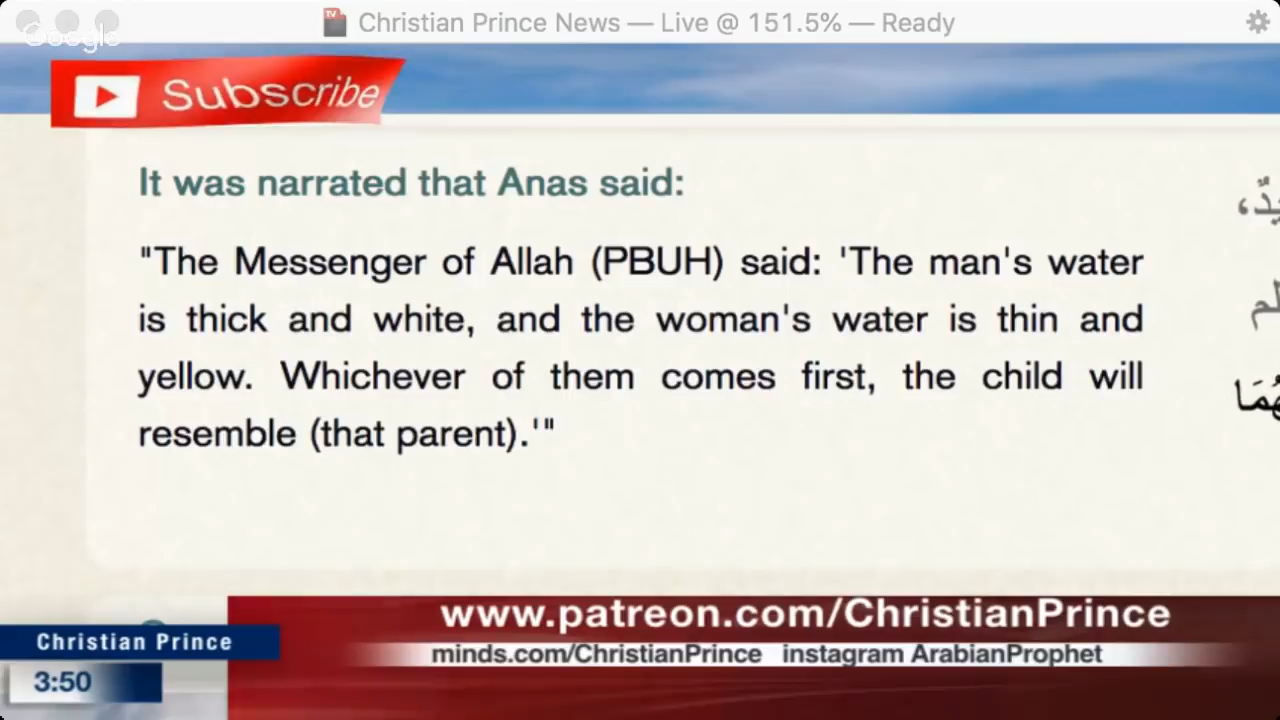 Christian Prince News — Live @ 151.5% — Ready
Google
Subscribe
It was narrated that Anas said:
"The Messenger of Allah (PBUH) said: 'The man's water
is thick and white, and the woman's water is thin and
yellow. Whichever of them comes first, the child will
resemble (that parent).'"
www.patreon.com/ChristianPrince
Christian Prince
minds.com/ChristianPrince instagram ArabianProphet
3:50